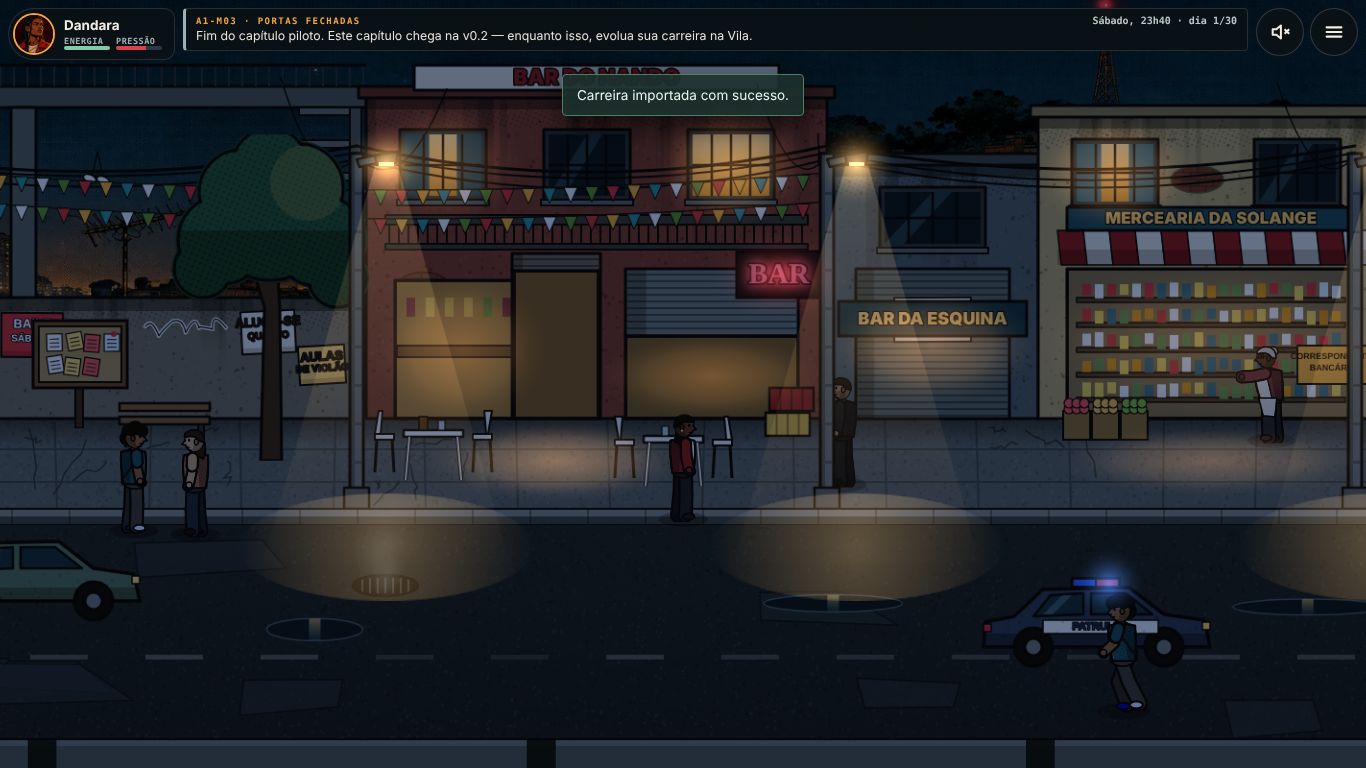 Dandara
ENERGIA PRESSÃO
A1-M03 · PORTAS FECHADAS
Sábado, 23h40 · dia 1/30
Fim do capítulo piloto. Este capítulo chega na v0.2 — enquanto isso, evolua sua carreira na Vila.
Carreira importada com sucesso.
BAR
MERCEARIA DA SOLANGE
BAR
BAR DA ESQUINA
AULAS
DE VIOLÃO